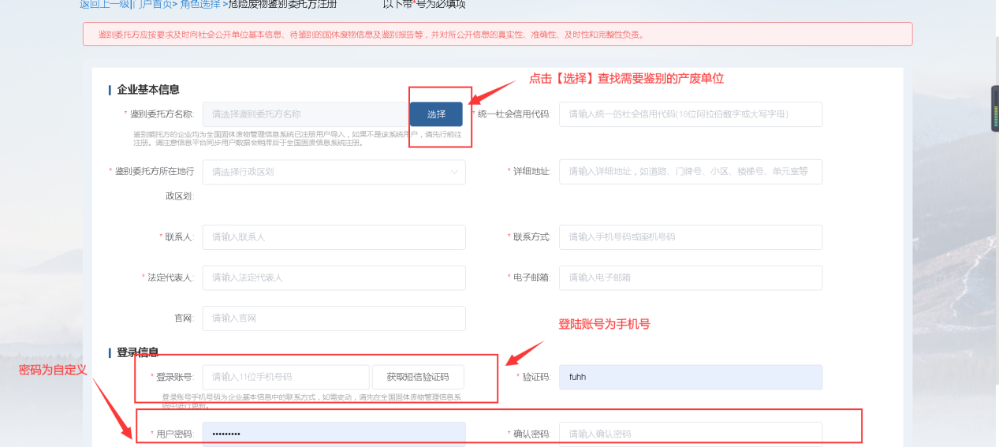 返回上一级|门户首页> 角色选择 >危险废物鉴别委托方注册 以下带*号为必填项
鉴别委托方应按要求及时向社会公开单位基本信息、待鉴别的固体废物信息及鉴别报告等，并对所公开信息的真实性、准确性、及时性和完整性负责。
点击【选择】查找需要鉴别的产废单位
企业基本信息
* 鉴别委托方名称: 请选择鉴别委托方名称 选择 * 统一社会信用代码: 请输入统一的社会信用代码(18位阿拉伯数字或大写字母)
鉴别委托方的企业均为全国固体废物管理信息系统已注册用户导入，如果不是该系统用户，请先行前注
注册。请注意信息平台同步用户数据会稍滞后于全国固废信息系统注册。
* 鉴别委托方所在地行 请选择行政区划 * 详细地址: 请输入详细地址，如道路、门牌号、小区、楼梯号、单元室等
政区划:
* 联系人: 请输入联系人 * 联系方式: 请输入手机号码或座机号码
* 法定代表人: 请输入法定代表人 * 电子邮箱: 请输入电子邮箱
官网: 请输入官网
登陆账号为手机号
登录信息
密码为自定义
* 登录账号: 请输入11位手机号码 获取短信验证码 * 验证码: fuhh
登录账号手机号码为企业基本信息中的联系方式，如需变动，请先在全国固体废物管理信息系
统中进行更新。
* 用户密码: ••••••••• * 确认密码: 请输入确认密码